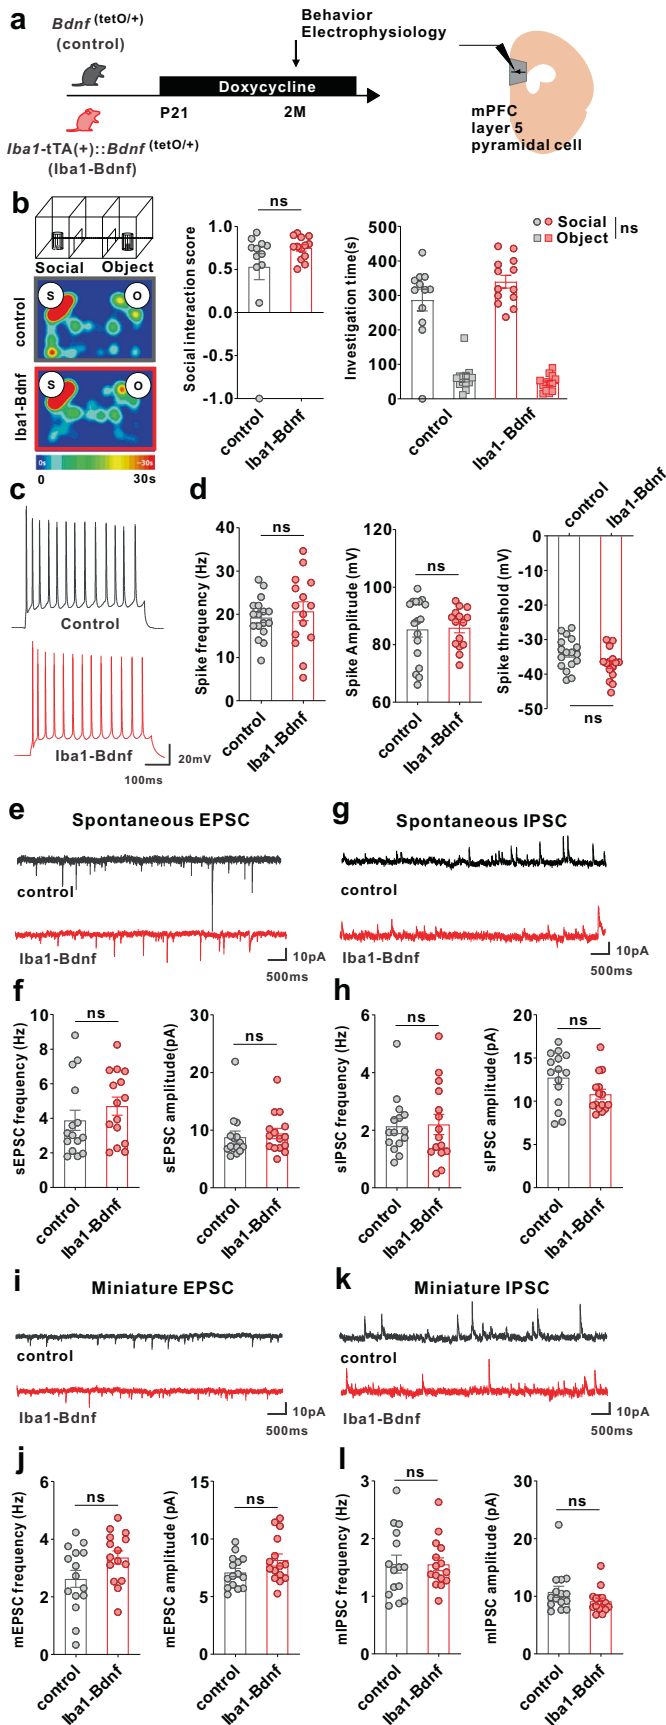 a
Bdnf (tetO/+)
(control)
Behavior
Electrophysiology
Doxycycline
P21
2M
Iba1-tTA(+)::Bdnf (tetO/+)
(Iba1-Bdnf)
mPFC
layer 5
pyramidal cell
b
Social
Object
control
S
O
Iba1-Bdnf
S
O
0s
~30s
0
30s
Social interaction score
1.0
0.5
0.0
-0.5
-1.0
ns
control
Iba1-Bdnf
Investigation time(s)
500
400
300
200
100
0
Social
Object
ns
control
Iba1- Bdnf
c
Control
Iba1-Bdnf
20mV
100ms
d
Spike frequency (Hz)
40
30
20
10
0
ns
control
Iba1-Bdnf
Spike Amplitude (mV)
120
100
80
60
ns
control
Iba1-Bdnf
control
Iba1-Bdnf
Spike threshold (mV)
0
-10
-20
-30
-40
-50
ns
e
Spontaneous EPSC
control
Iba1-Bdnf
10pA
500ms
g
Spontaneous IPSC
control
Iba1-Bdnf
10pA
500ms
f
sEPSC frequency (Hz)
10
8
6
4
2
0
ns
control
Iba1-Bdnf
sEPSC amplitude(pA)
30
20
10
0
ns
control
Iba1-Bdnf
h
sIPSC frequency (Hz)
6
4
2
0
ns
control
Iba1-Bdnf
sIPSC amplitude(pA)
20
15
10
5
0
ns
control
Iba1-Bdnf
i
Miniature EPSC
control
Iba1-Bdnf
10pA
500ms
k
Miniature IPSC
control
Iba1-Bdnf
10pA
500ms
j
mEPSC frequency (Hz)
6
4
2
0
ns
control
Iba1-Bdnf
mEPSC amplitude (pA)
15
10
5
0
ns
control
Iba1-Bdnf
l
mIPSC frequency (Hz)
3
2
1
0
ns
control
Iba1-Bdnf
mIPSC amplitude (pA)
30
20
10
0
ns
control
Iba1-Bdnf